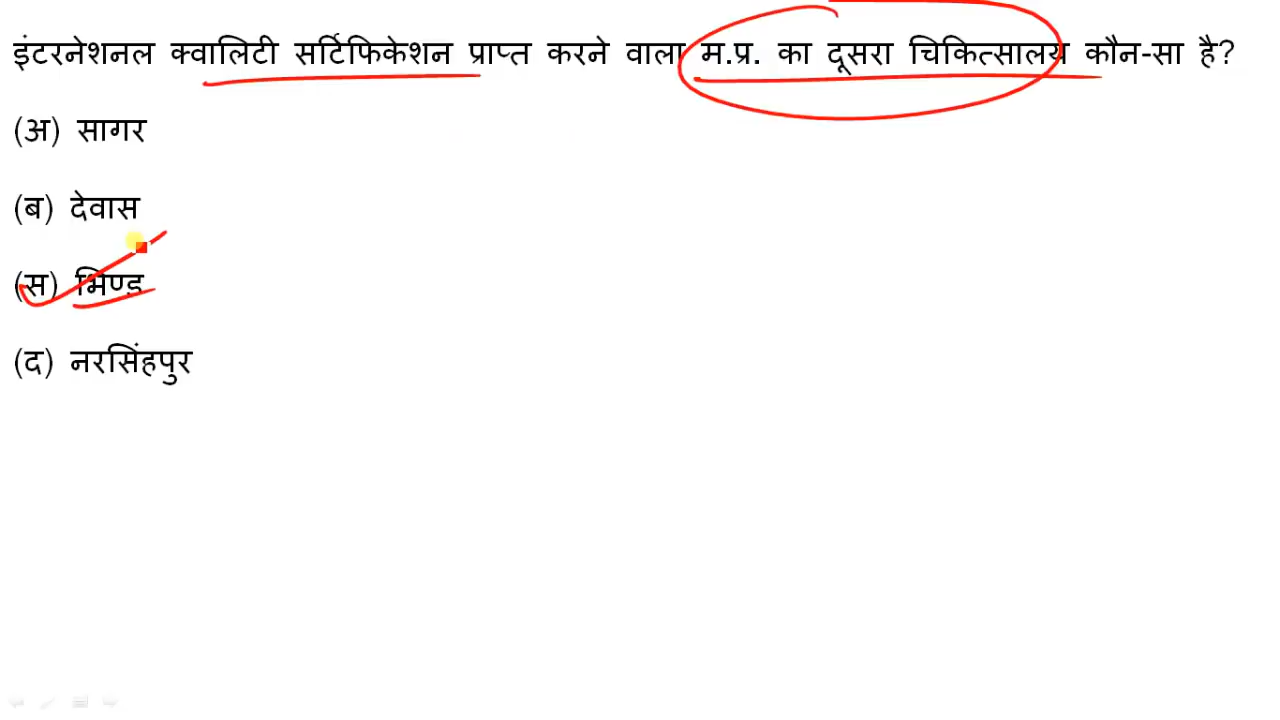 इंटरनेशनल क्वालिटी सर्टिफिकेशन प्राप्त करने वाला म.प्र. का दूसरा चिकित्सालय कौन-सा है?
(अ) सागर
(ब) देवास
(स) भिण्ड
(द) नरसिंहपुर